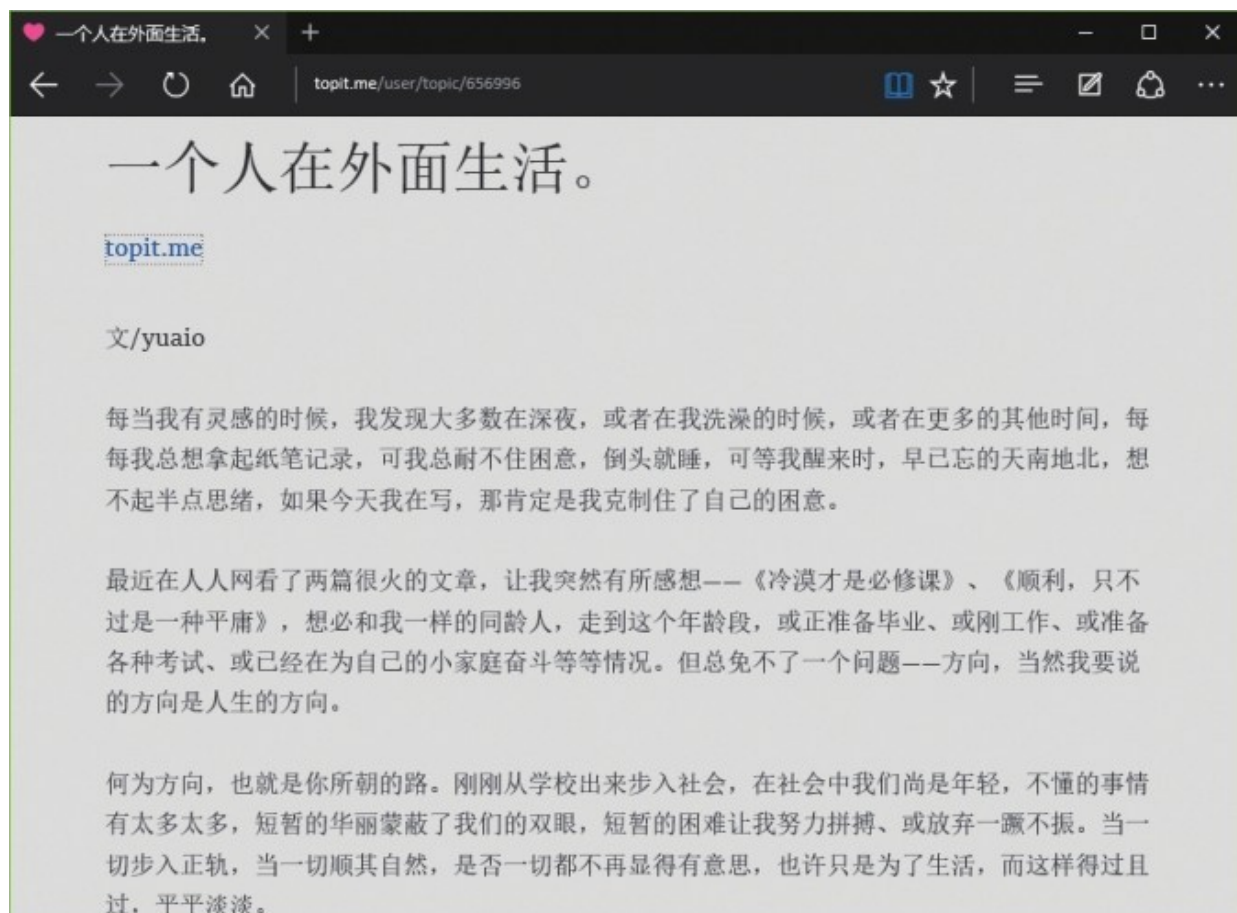 一个人在外面生活。
topit.me/user/topic/656996
一个人在外面生活。
topit.me
文/yuaio
每当我有灵感的时候，我发现大多数在深夜，或者在我洗澡的时候，或者在更多的其他时间，每
每我总想拿起纸笔记录，可我总耐不住困意，倒头就睡，可等我醒来时，早已忘的天南地北，想
不起半点思绪，如果今天我在写，那肯定是我克制住了自己的困意。
最近在人人网看了两篇很火的文章，让我突然有所感想——《冷漠才是必修课》、《顺利，只不
过是一种平庸》，想必和我一样的同龄人，走到这个年龄段，或正准备毕业、或刚工作、或准备
各种考试、或已经在为自己的小家庭奋斗等等情况。但总免不了一个问题——方向，当然我要说
的方向是人生的方向。
何为方向，也就是你所朝的路。刚刚从学校出来步入社会，在社会中我们尚是年轻，不懂的事情
有太多太多，短暂的华丽蒙蔽了我们的双眼，短暂的困难让我努力拼搏、或放弃一蹶不振。当一
切步入正轨，当一切顺其自然，是否一切都不再显得有意思，也许只是为了生活，而这样得过且
过，平平淡淡。